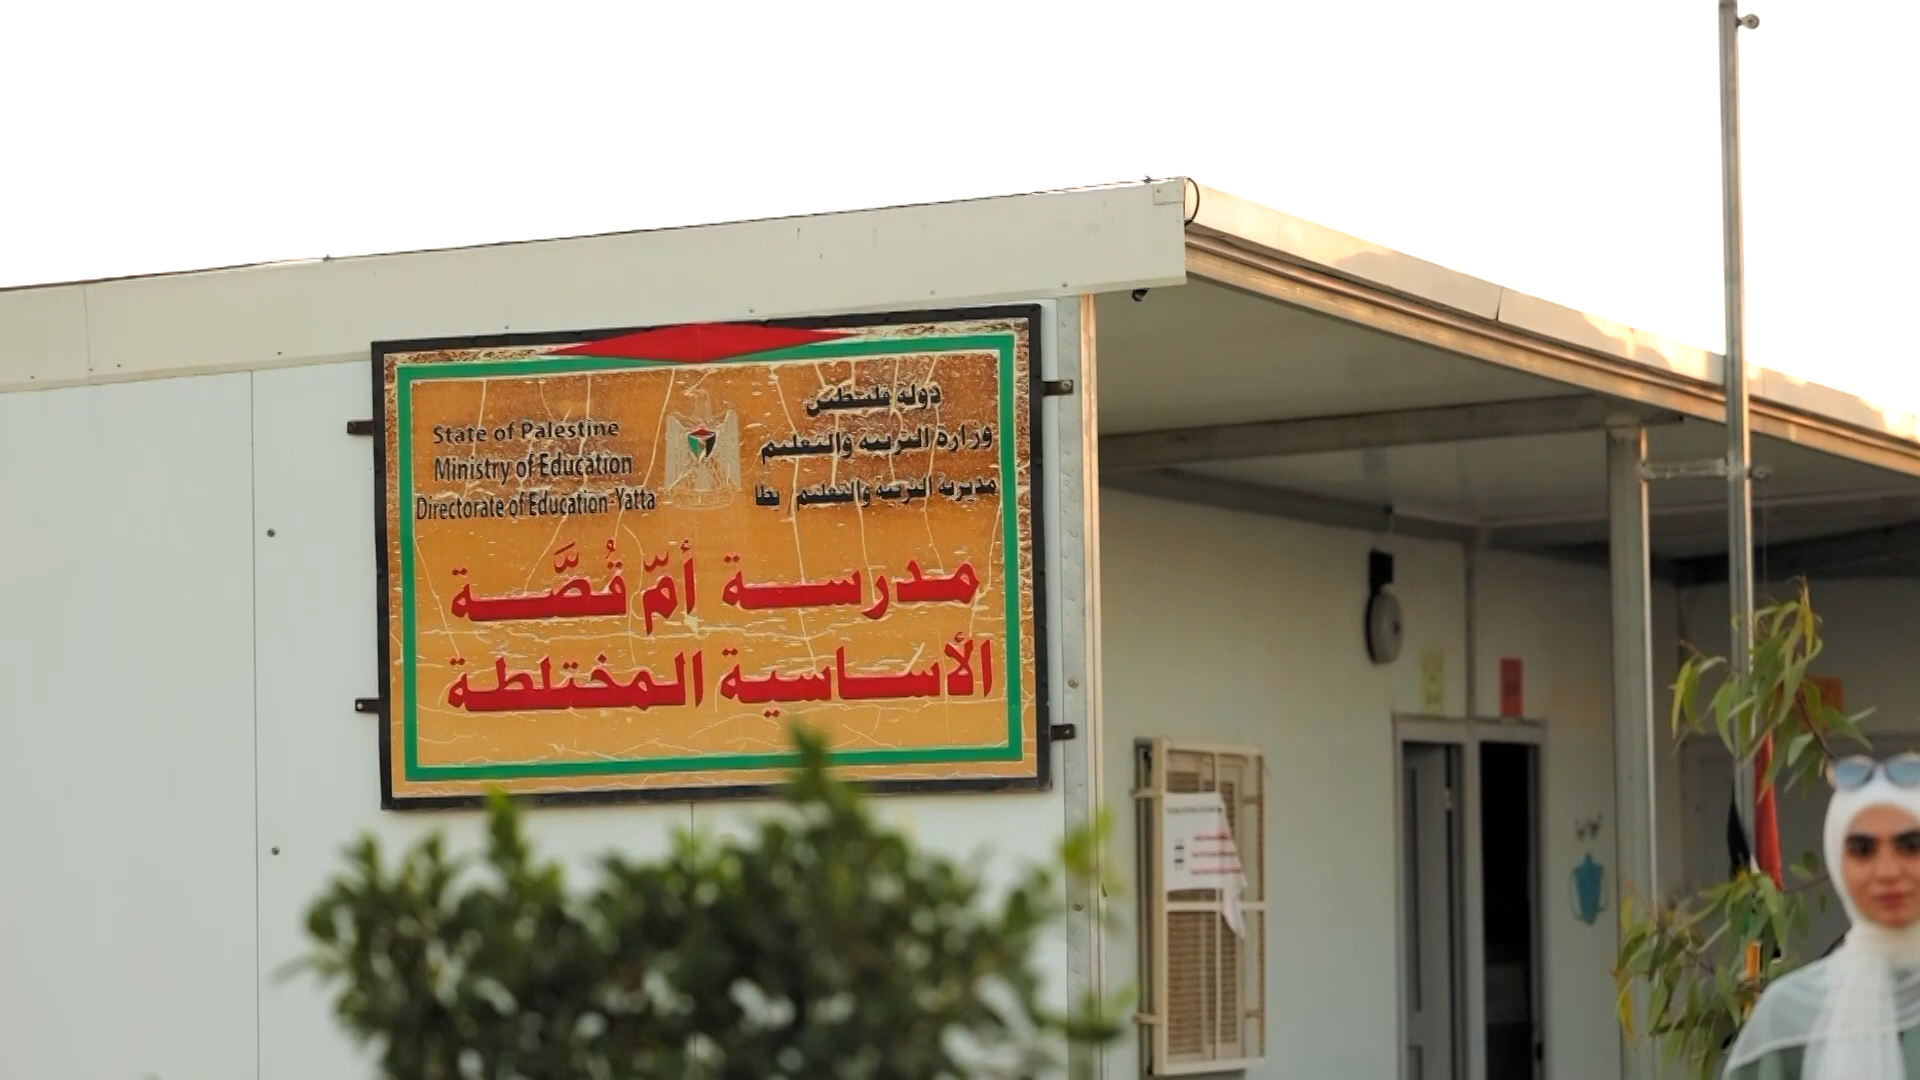 State of Palestine
Ministry of Education
Directorate of Education-Yatta
دولة فلسطين
وزارة التربية والتعليم
مديرية التربية والتعليم / يطا
مدرسة أمّ قُصَّة
الأساسية المختلطة